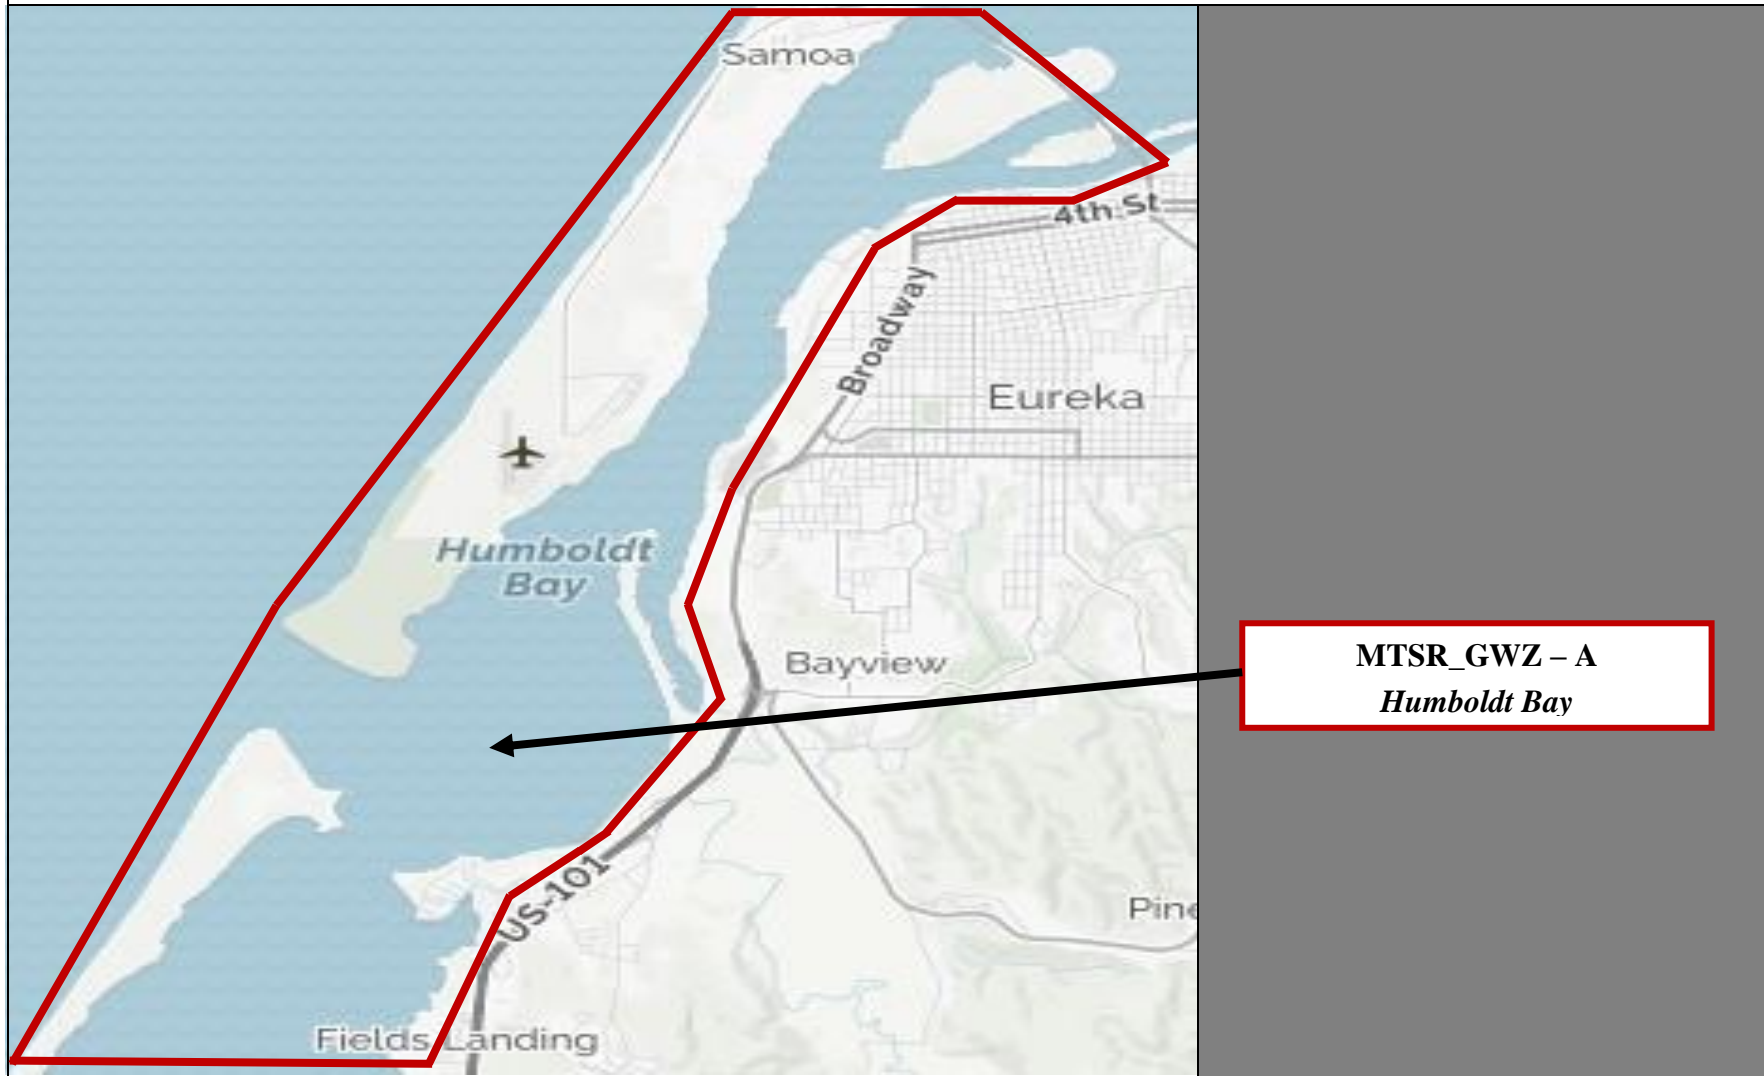 Samoa
4th St
Broadway
Eureka
Humboldt
Bay
Bayview
MTSR_GWZ – A
Humboldt Bay
US-101
Pine
Fields Landing